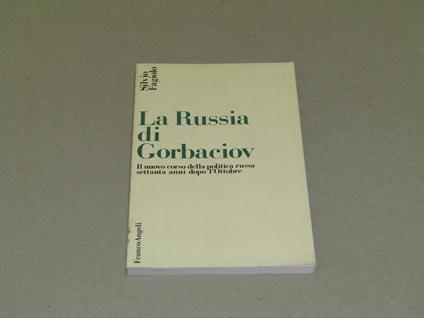 Silvio
Fagiolo
La Russia
di
Gorbaciov
Il nuovo corso della politica russa
settanta anni dopo l'Ottobre
FrancoAngeli